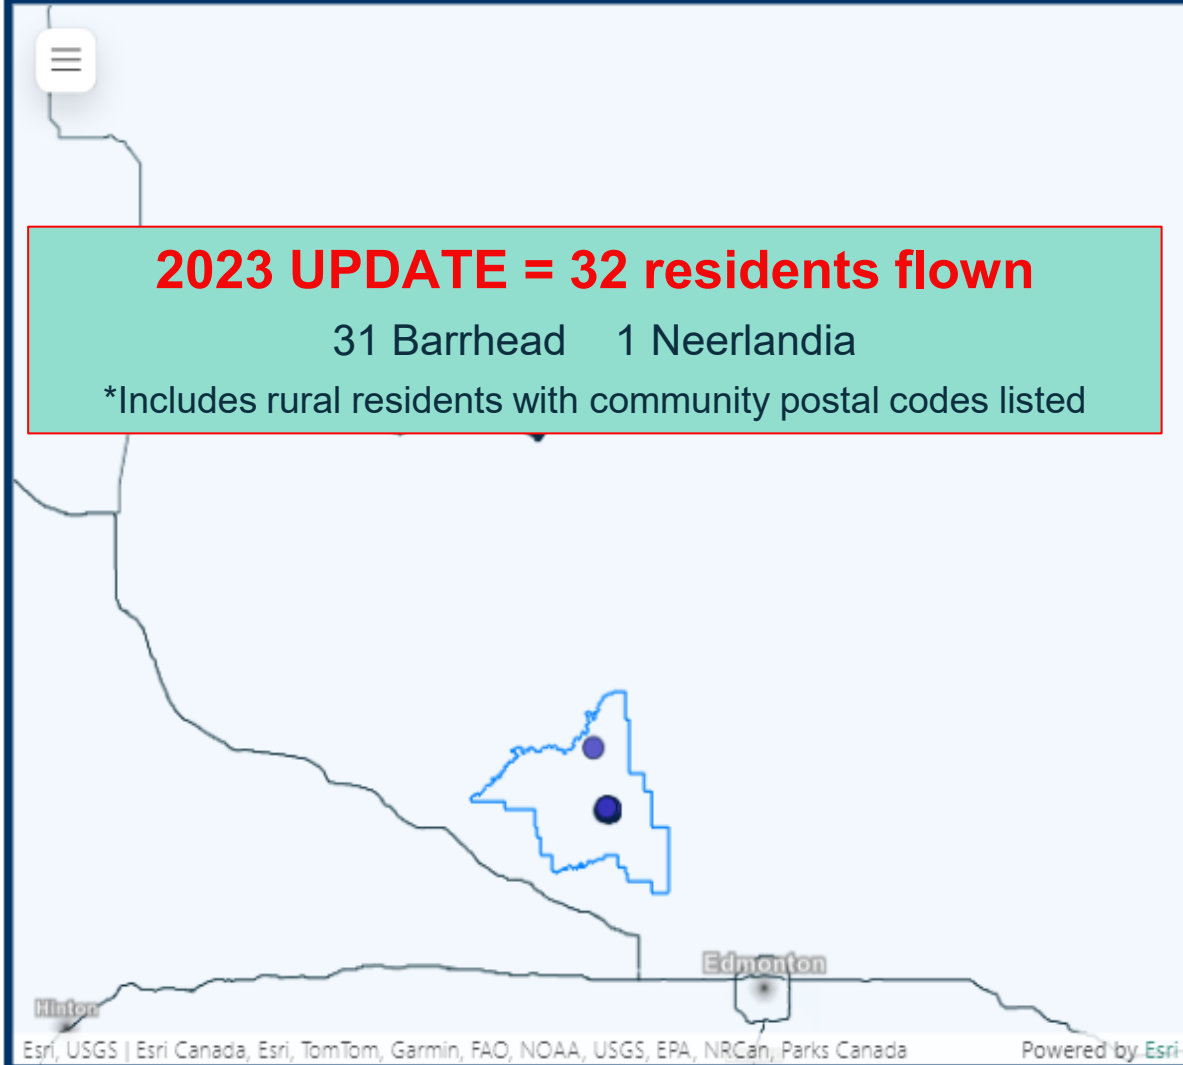 2023 UPDATE = 32 residents flown
31 Barrhead 1 Neerlandia
*Includes rural residents with community postal codes listed
Edmonton
Hinton
Esri, USGS | Esri Canada, Esri, TomTom, Garmin, FAO, NOAA, USGS, EPA, NRCan, Parks Canada Powered by Esri